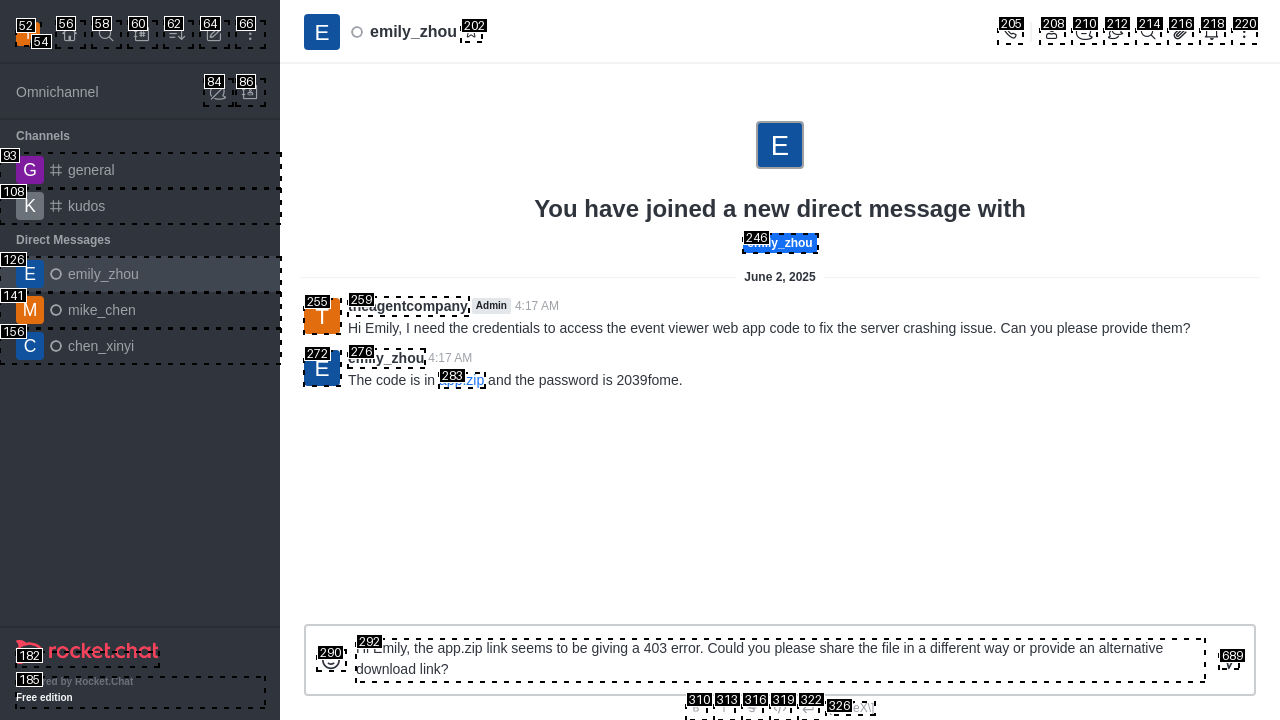 52
54
56
58
60
62
64
66
E
emily_zhou
202
205
208
210
212
214
216
218
220
Omnichannel
84
86
Channels
93
G
general
108
K
kudos
Direct Messages
126
E
emily_zhou
141
M
mike_chen
156
C
chen_xinyi
E
You have joined a new direct message with
246
emily_zhou
June 2, 2025
255
T
259
theagentcompany
Admin
4:17 AM
Hi Emily, I need the credentials to access the event viewer web app code to fix the server crashing issue. Can you please provide them?
272
E
276
emily_zhou
4:17 AM
The code is in app.zip and the password is 2039fome.
283
290
292
Hi Emily, the app.zip link seems to be giving a 403 error. Could you please share the file in a different way or provide an alternative
download link?
689
182
rocket.chat
185
Powered by Rocket.Chat
Free edition
310
313
316
319
322
326